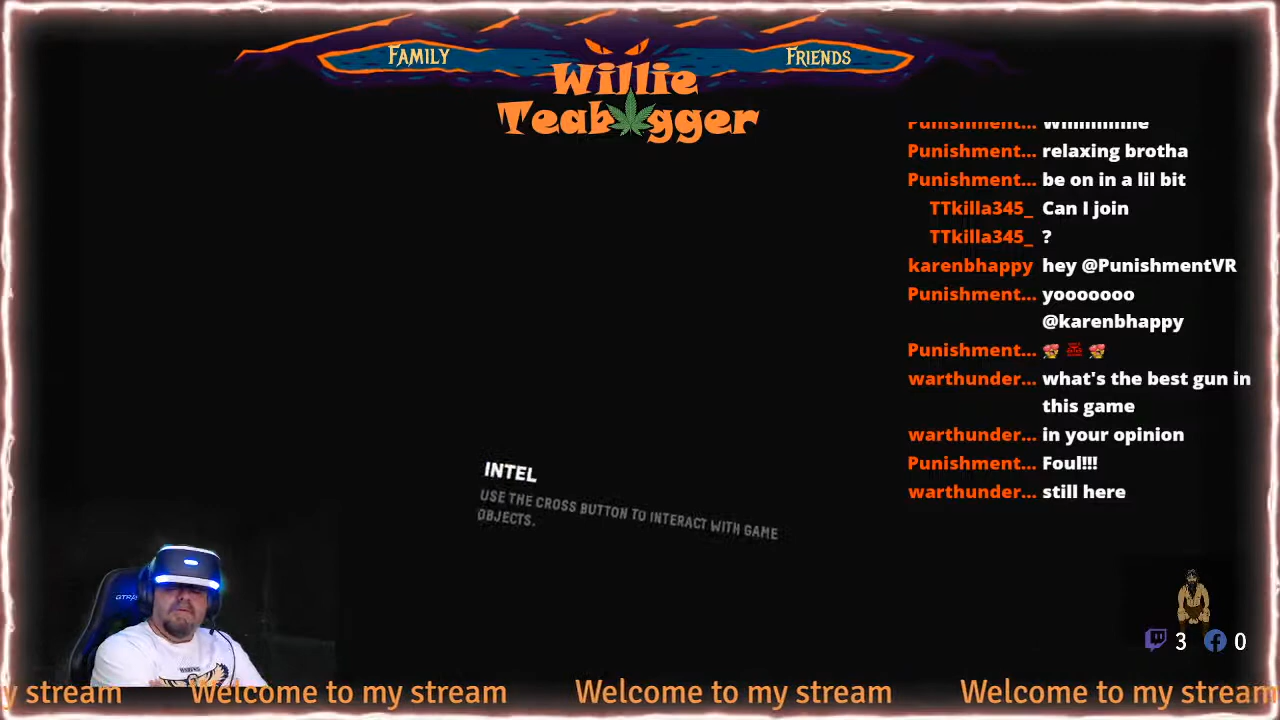 FAMILY
FRIENDS
Willie
Teabagger
Punishment...
Punishment... relaxing brotha
Punishment... be on in a lil bit
TTkilla345_ Can I join
TTkilla345_ ?
karenbhappy hey @PunishmentVR
Punishment... yooooooo
@karenbhappy
Punishment...
warthunder... what's the best gun in
this game
warthunder... in your opinion
Punishment... Foul!!!
warthunder... still here
INTEL
USE THE CROSS BUTTON TO INTERACT WITH GAME
OBJECTS.
3 0
y stream Welcome to my stream Welcome to my stream Welcome to my stream